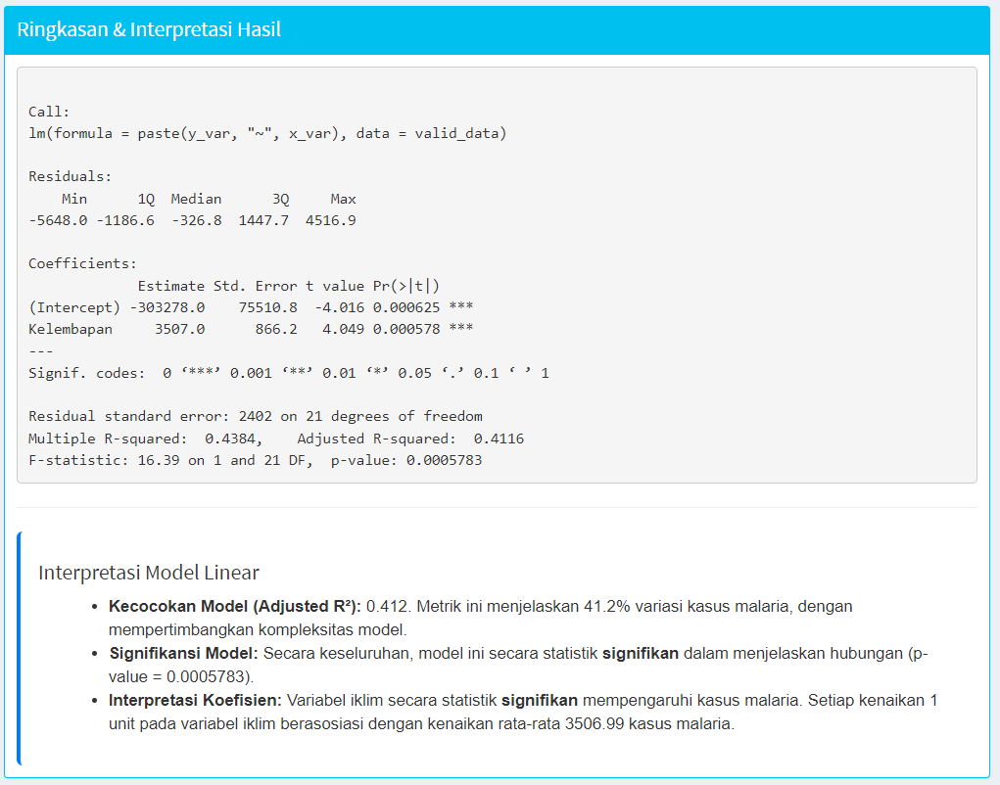 Ringkasan & Interpretasi Hasil
Call:
lm(formula = paste(y_var, "~", x_var), data = valid_data)
Residuals:
    Min      1Q  Median      3Q     Max
-5648.0 -1186.6  -326.8  1447.7  4516.9
Coefficients:
             Estimate Std. Error t value Pr(>|t|)
(Intercept) -303278.0    75510.8  -4.016 0.000625 ***
Kelembapan     3507.0      866.2   4.049 0.000578 ***
---
Signif. codes:  0 ‘***’ 0.001 ‘**’ 0.01 ‘*’ 0.05 ‘.’ 0.1 ‘ ’ 1
Residual standard error: 2402 on 21 degrees of freedom
Multiple R-squared:  0.4384,    Adjusted R-squared:  0.4116
F-statistic: 16.39 on 1 and 21 DF,  p-value: 0.0005783
Interpretasi Model Linear
• Kecocokan Model (Adjusted R²): 0.412. Metrik ini menjelaskan 41.2% variasi kasus malaria, dengan
mempertimbangkan kompleksitas model.
• Signifikansi Model: Secara keseluruhan, model ini secara statistik signifikan dalam menjelaskan hubungan (p-
value = 0.0005783).
• Interpretasi Koefisien: Variabel iklim secara statistik signifikan mempengaruhi kasus malaria. Setiap kenaikan 1
unit pada variabel iklim berasosiasi dengan kenaikan rata-rata 3506.99 kasus malaria.